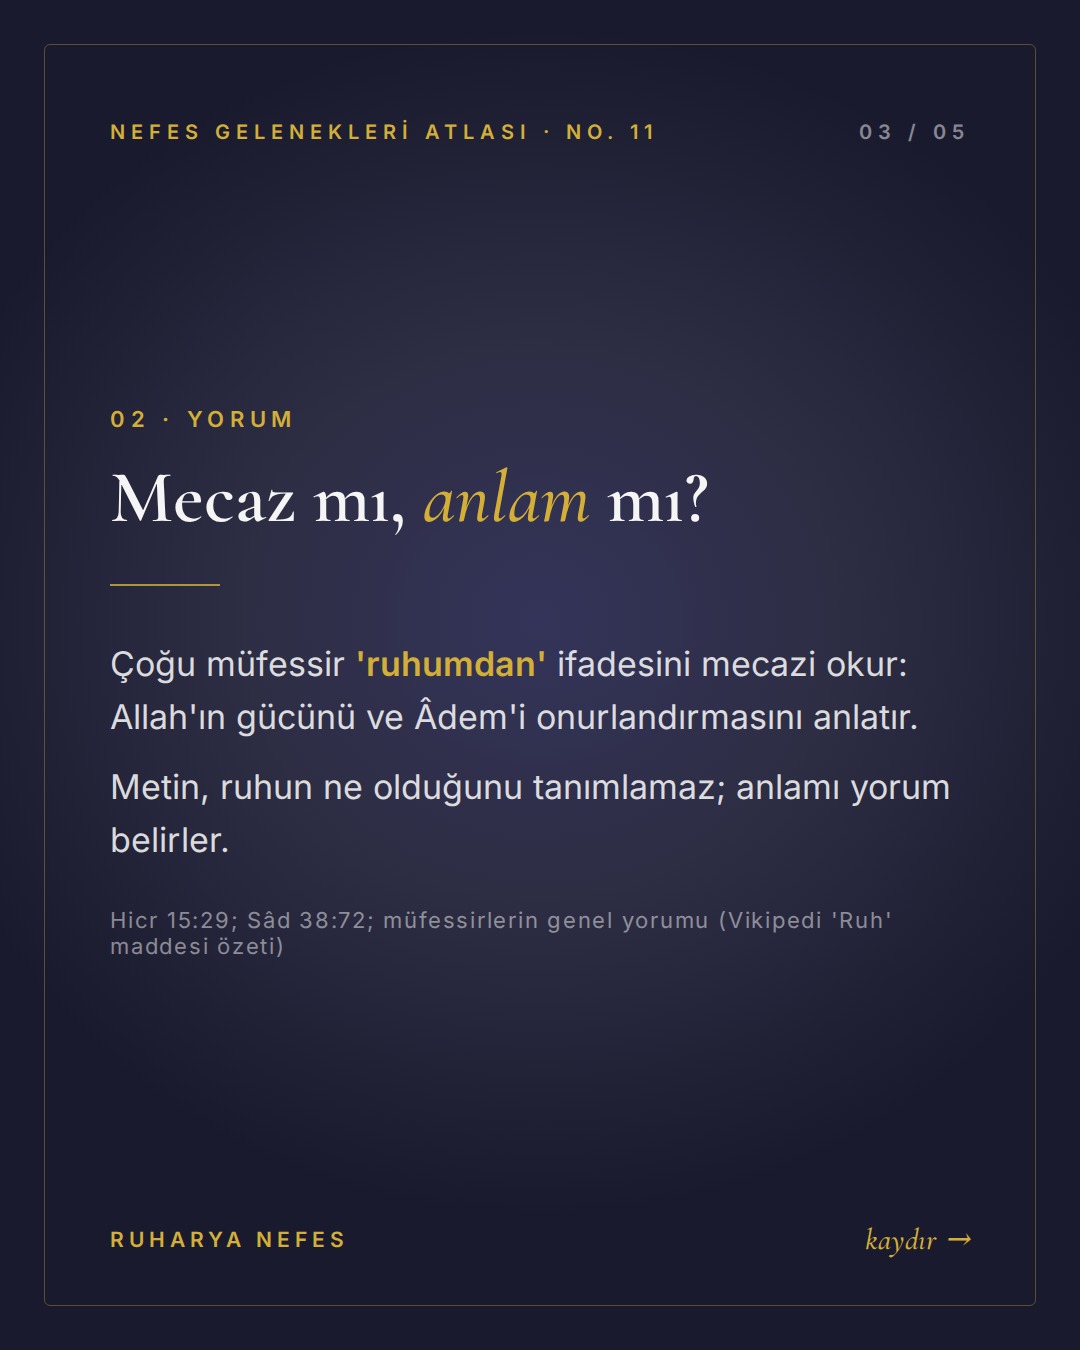 NEFES GELENEKLERİ ATLASI · NO. 11
03 / 05
02 · YORUM
Mecaz mı, anlam mı?
Çoğu müfessir 'ruhumdan' ifadesini mecazi okur:
Allah'ın gücünü ve Âdem'i onurlandırmasını anlatır.
Metin, ruhun ne olduğunu tanımlamaz; anlamı yorum
belirler.
Hicr 15:29; Sâd 38:72; müfessirlerin genel yorumu (Vikipedi 'Ruh'
maddesi özeti)
RUHARYA NEFES
kaydır →